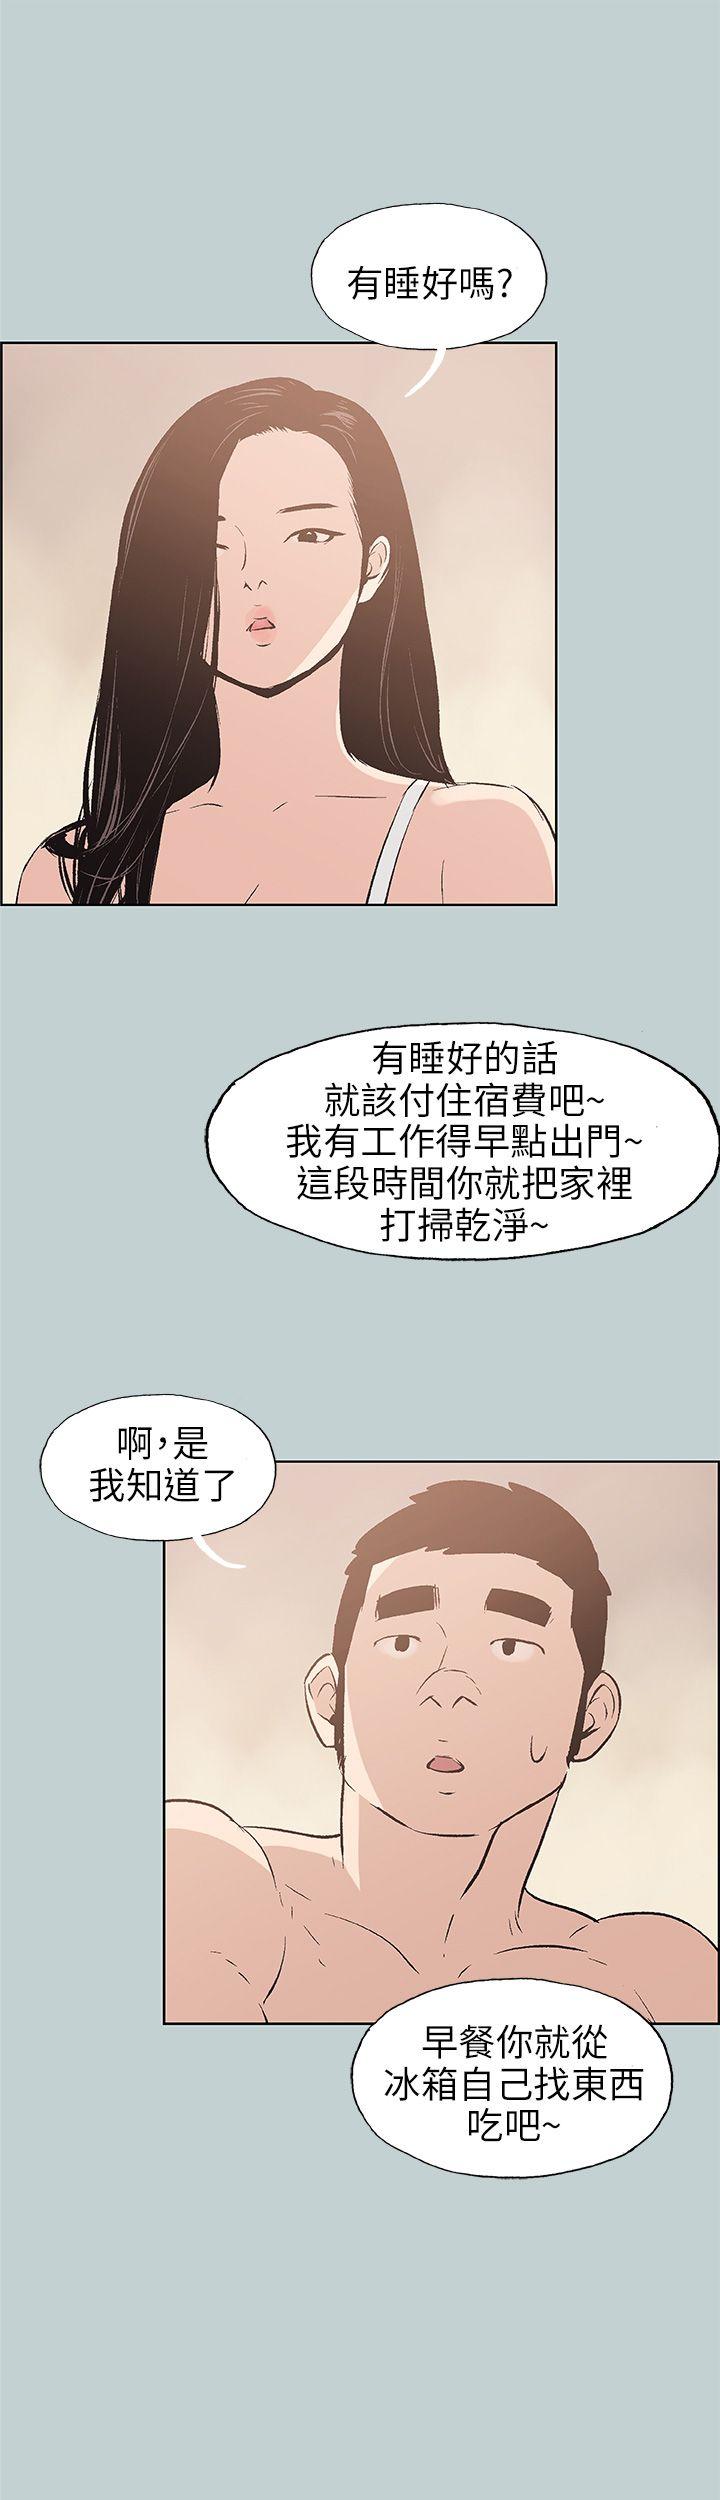 有睡好嗎?
有睡好的話
就該付住宿費吧~
我有工作得早點出門~
這段時間你就把家裡
打掃乾淨~
啊，是
我知道了
早餐你就從
冰箱自己找東西
吃吧~